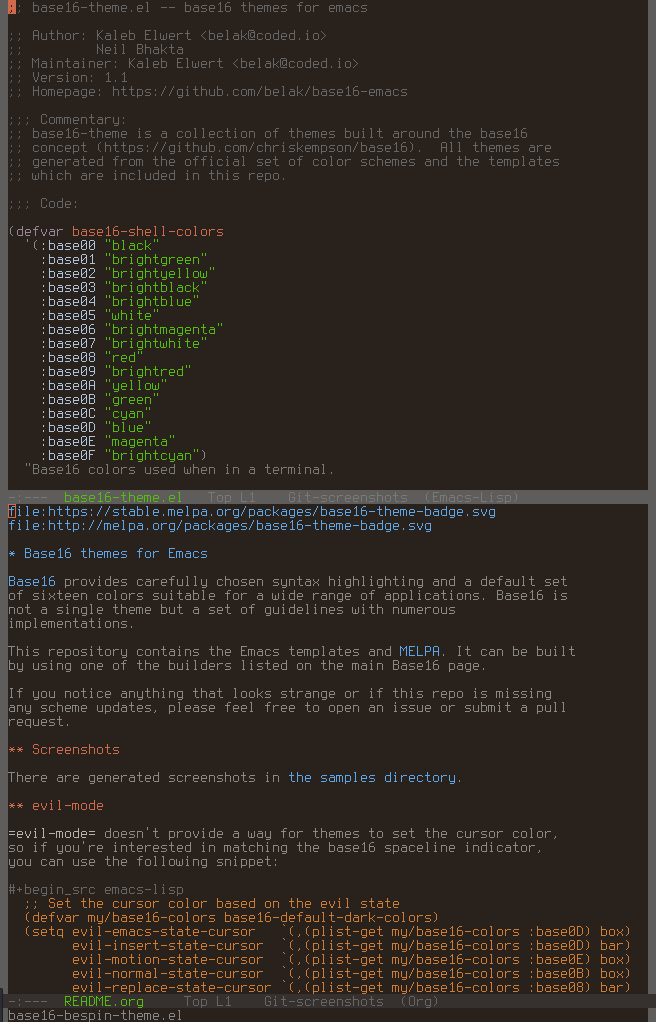 ;; base16-theme.el -- base16 themes for emacs
;; Author: Kaleb Elwert <belak@coded.io>
;;         Neil Bhakta
;; Maintainer: Kaleb Elwert <belak@coded.io>
;; Version: 1.1
;; Homepage: https://github.com/belak/base16-emacs
;;; Commentary:
;; base16-theme is a collection of themes built around the base16
;; concept (https://github.com/chriskempson/base16).  All themes are
;; generated from the official set of color schemes and the templates
;; which are included in this repo.
;;; Code:
(defvar base16-shell-colors
  '(:base00 "black"
    :base01 "brightgreen"
    :base02 "brightyellow"
    :base03 "brightblack"
    :base04 "brightblue"
    :base05 "white"
    :base06 "brightmagenta"
    :base07 "brightwhite"
    :base08 "red"
    :base09 "brightred"
    :base0A "yellow"
    :base0B "green"
    :base0C "cyan"
    :base0D "blue"
    :base0E "magenta"
    :base0F "brightcyan")
  "Base16 colors used when in a terminal.
-:---  base16-theme.el   Top L1    Git-screenshots  (Emacs-Lisp)
file:https://stable.melpa.org/packages/base16-theme-badge.svg
file:http://melpa.org/packages/base16-theme-badge.svg
* Base16 themes for Emacs
Base16 provides carefully chosen syntax highlighting and a default set
of sixteen colors suitable for a wide range of applications. Base16 is
not a single theme but a set of guidelines with numerous
implementations.
This repository contains the Emacs templates and MELPA. It can be built
by using one of the builders listed on the main Base16 page.
If you notice anything that looks strange or if this repo is missing
any scheme updates, please feel free to open an issue or submit a pull
request.
** Screenshots
There are generated screenshots in the samples directory.
** evil-mode
=evil-mode= doesn't provide a way for themes to set the cursor color,
so if you're interested in matching the base16 spaceline indicator,
you can use the following snippet:
#+begin_src emacs-lisp
  ;; Set the cursor color based on the evil state
  (defvar my/base16-colors base16-default-dark-colors)
  (setq evil-emacs-state-cursor   `(,(plist-get my/base16-colors :base0D) box)
        evil-insert-state-cursor  `(,(plist-get my/base16-colors :base0D) bar)
        evil-motion-state-cursor  `(,(plist-get my/base16-colors :base0E) box)
        evil-normal-state-cursor  `(,(plist-get my/base16-colors :base0B) box)
        evil-replace-state-cursor `(,(plist-get my/base16-colors :base08) bar)
-:---  README.org     Top L1    Git-screenshots  (Org)
base16-bespin-theme.el